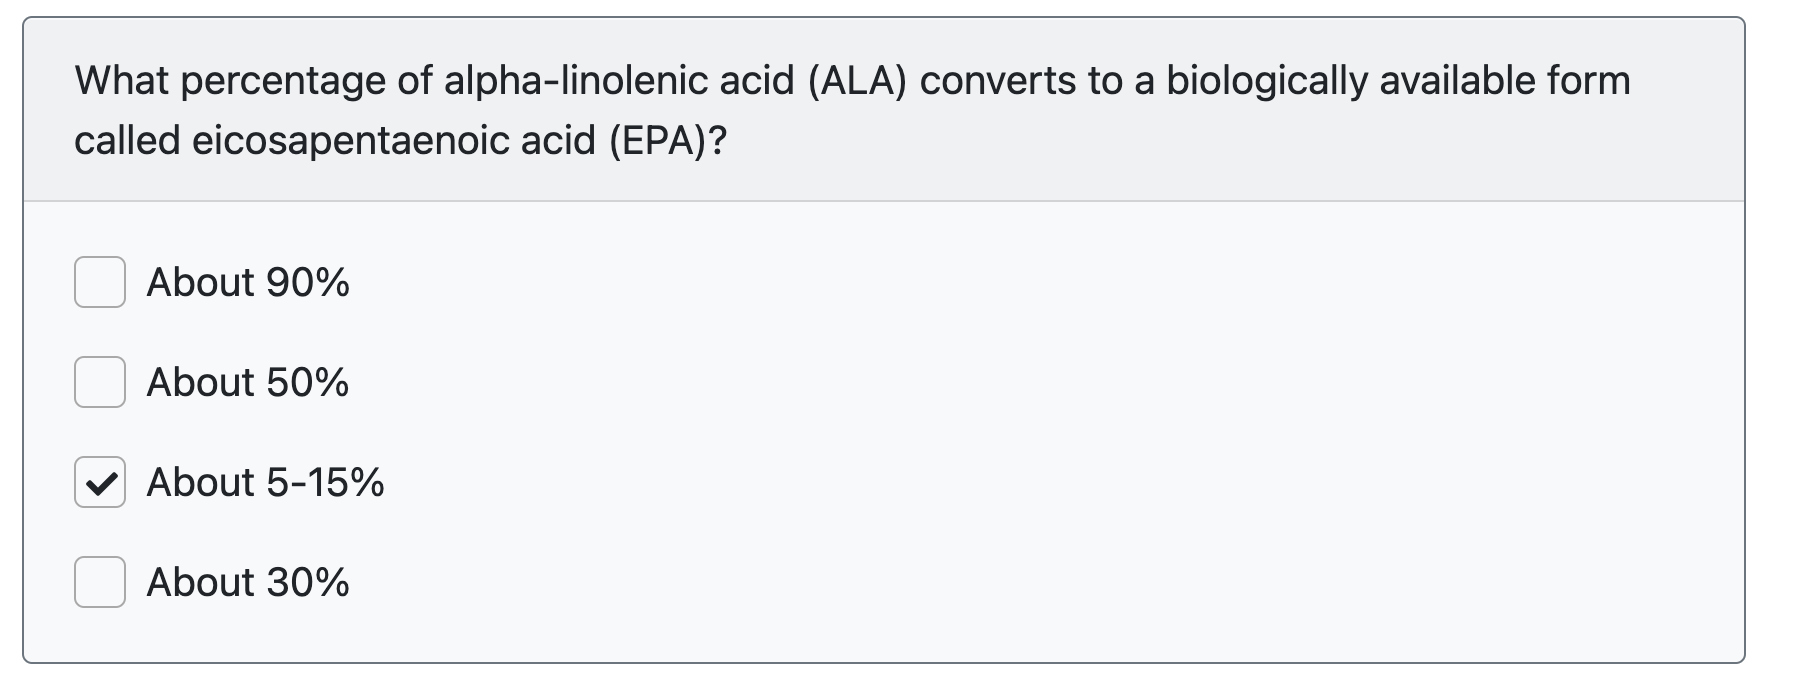 What percentage of alpha-linolenic acid (ALA) converts to a biologically available form
called eicosapentaenoic acid (EPA)?
About 90%
About 50%
About 5-15%
About 30%